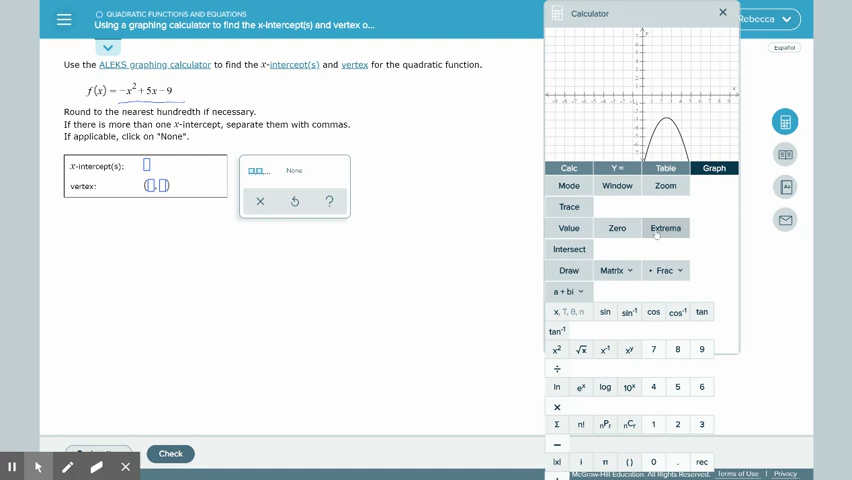 QUADRATIC FUNCTIONS AND EQUATIONS
Using a graphing calculator to find the x-intercept(s) and vertex o...
Calculator
Rebecca
Español
Use the ALEKS graphing calculator to find the x-intercept(s) and vertex for the quadratic function.
f(x) = −x² + 5x − 9
Round to the nearest hundredth if necessary.
If there is more than one x-intercept, separate them with commas.
If applicable, click on "None".
x-intercept(s):
vertex: ( , )
None
Calc Y = Table Graph
Mode Window Zoom
Trace
Value Zero Extrema
Intersect
Draw Matrix ▸ Frac
a + bi
x, T, θ, n sin sin⁻¹ cos cos⁻¹ tan
tan⁻¹
x² √x x⁻¹ xʸ 7 8 9
÷
ln eˣ log 10ˣ 4 5 6
×
Σ n! nPr nCr 1 2 3
−
|x| i π ( ) 0 . rec
Check
McGraw-Hill Education. All Rights Reserved. Terms of Use | Privacy